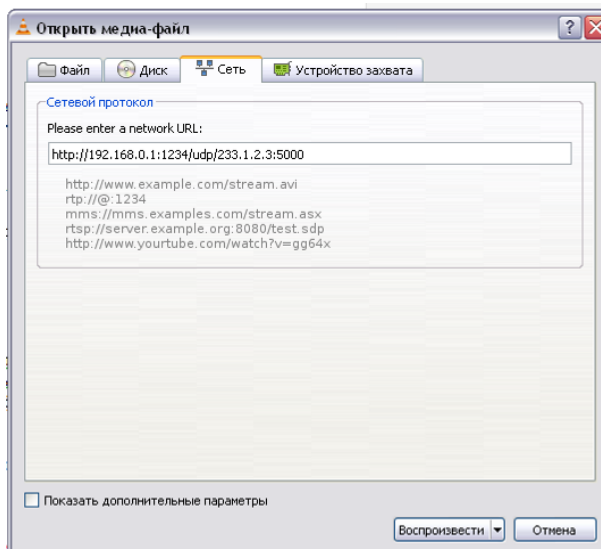 Открыть медиа-файл
Файл
Диск
Сеть
Устройство захвата
Сетевой протокол
Please enter a network URL:
http://192.168.0.1:1234/udp/233.1.2.3:5000
http://www.example.com/stream.avi
rtp://@:1234
mms://mms.examples.com/stream.asx
rtsp://server.example.org:8080/test.sdp
http://www.yourtube.com/watch?v=gg64x
Показать дополнительные параметры
Воспроизвести
Отмена